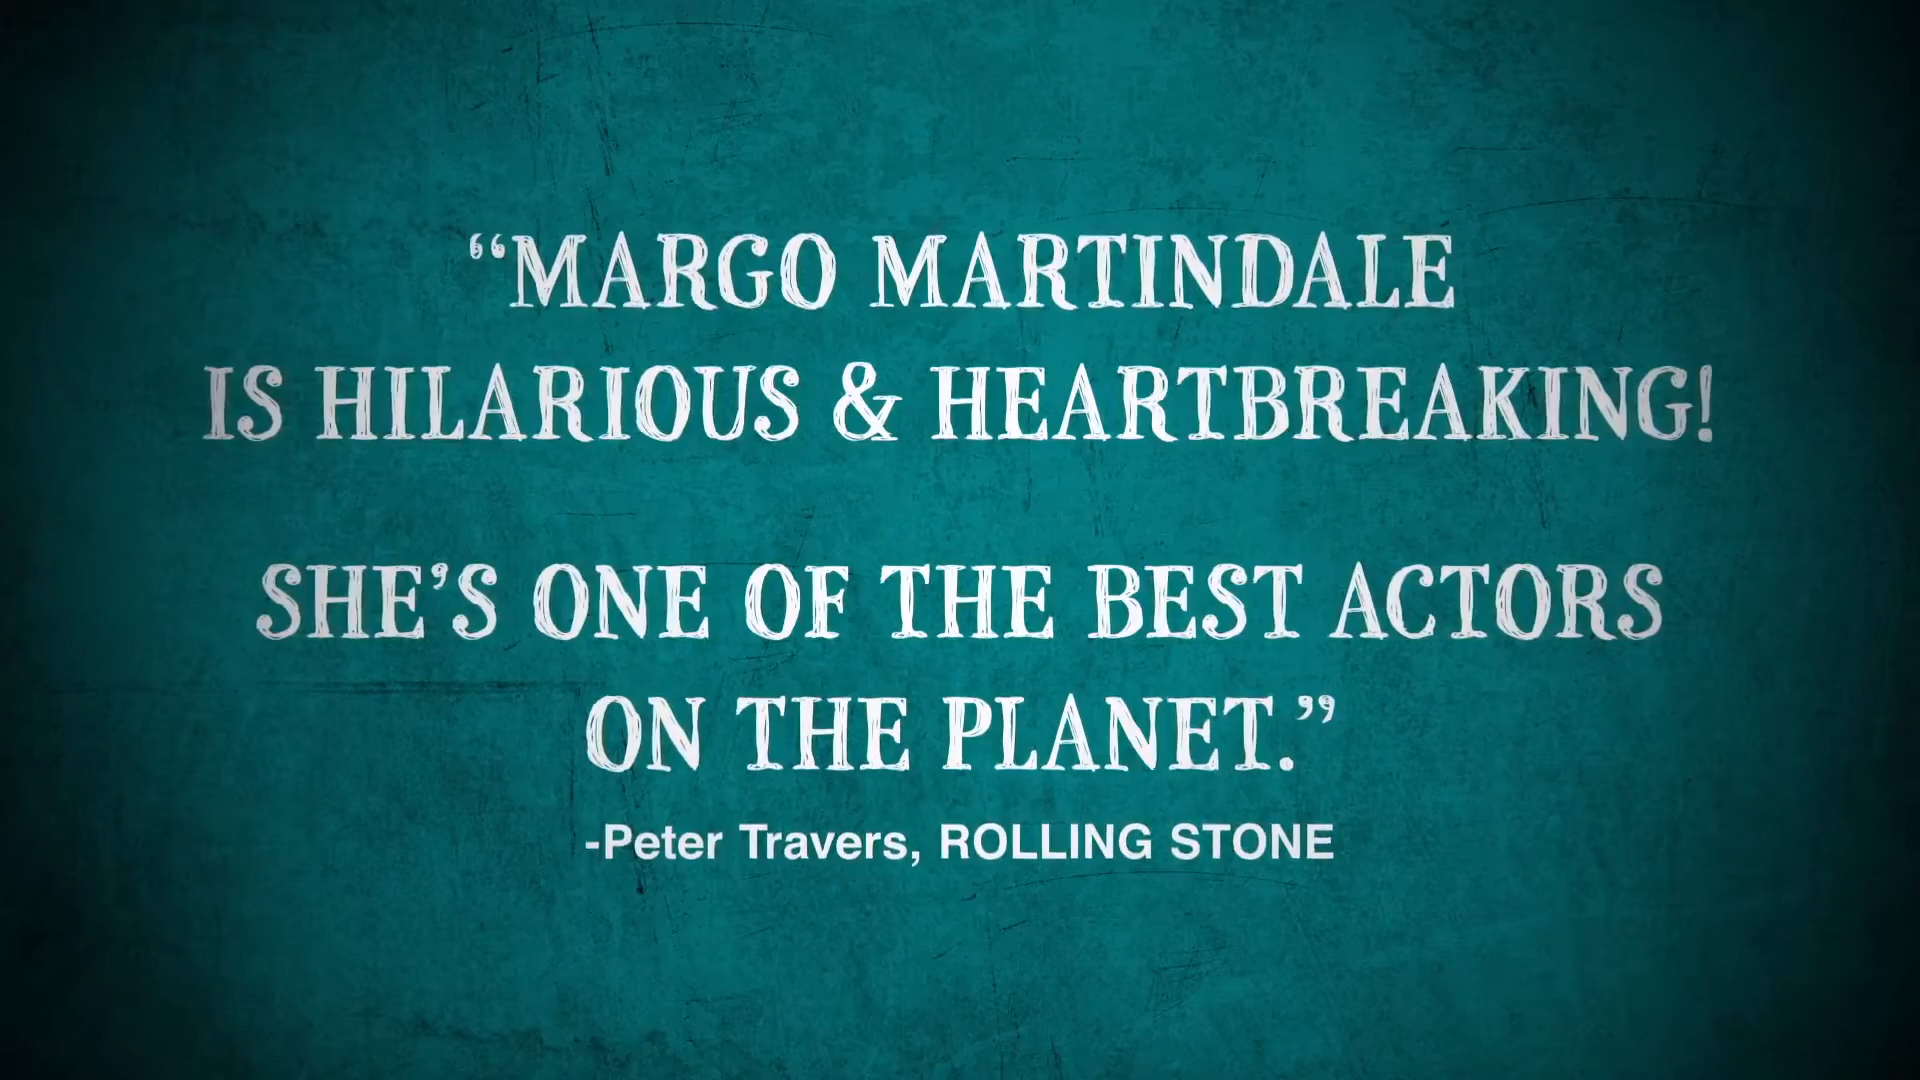 “MARGO MARTINDALE
IS HILARIOUS & HEARTBREAKING!
SHE’S ONE OF THE BEST ACTORS
ON THE PLANET.”
-Peter Travers, ROLLING STONE